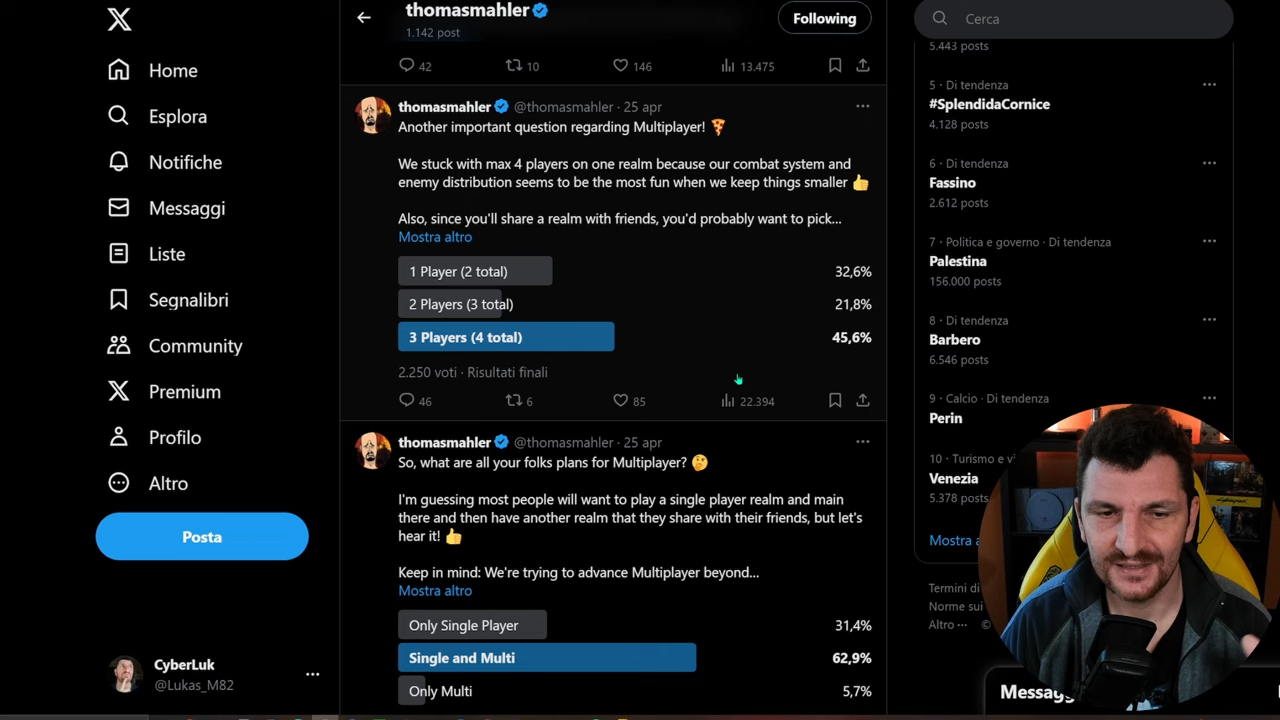 thomasmahler
1.142 post
Following
Cerca
Home
Esplora
Notifiche
Messaggi
Liste
Segnalibri
Community
Premium
Profilo
Altro
Posta
CyberLuk
@Lukas_M82
42
10
146
13.475
thomasmahler @thomasmahler · 25 apr
Another important question regarding Multiplayer! 🍕
We stuck with max 4 players on one realm because our combat system and
enemy distribution seems to be the most fun when we keep things smaller 👍
Also, since you'll share a realm with friends, you'd probably want to pick...
Mostra altro
1 Player (2 total) 32,6%
2 Players (3 total) 21,8%
3 Players (4 total) 45,6%
2.250 voti · Risultati finali
46
6
85
22.394
thomasmahler @thomasmahler · 25 apr
So, what are all your folks plans for Multiplayer? 🤔
I'm guessing most people will want to play a single player realm and main
there and then have another realm that they share with their friends, but let's
hear it! 👍
Keep in mind: We're trying to advance Multiplayer beyond...
Mostra altro
Only Single Player 31,4%
Single and Multi 62,9%
Only Multi 5,7%
5.443 posts
5 · Di tendenza
#SplendidaCornice
4.128 posts
6 · Di tendenza
Fassino
2.612 posts
7 · Politica e governo · Di tendenza
Palestina
156.000 posts
8 · Di tendenza
Barbero
6.546 posts
9 · Calcio · Di tendenza
Perin
10 · Turismo e vi
Venezia
5.378 posts
Mostra a
Termini di
Norme sui
Altro ··· ©
Messagg